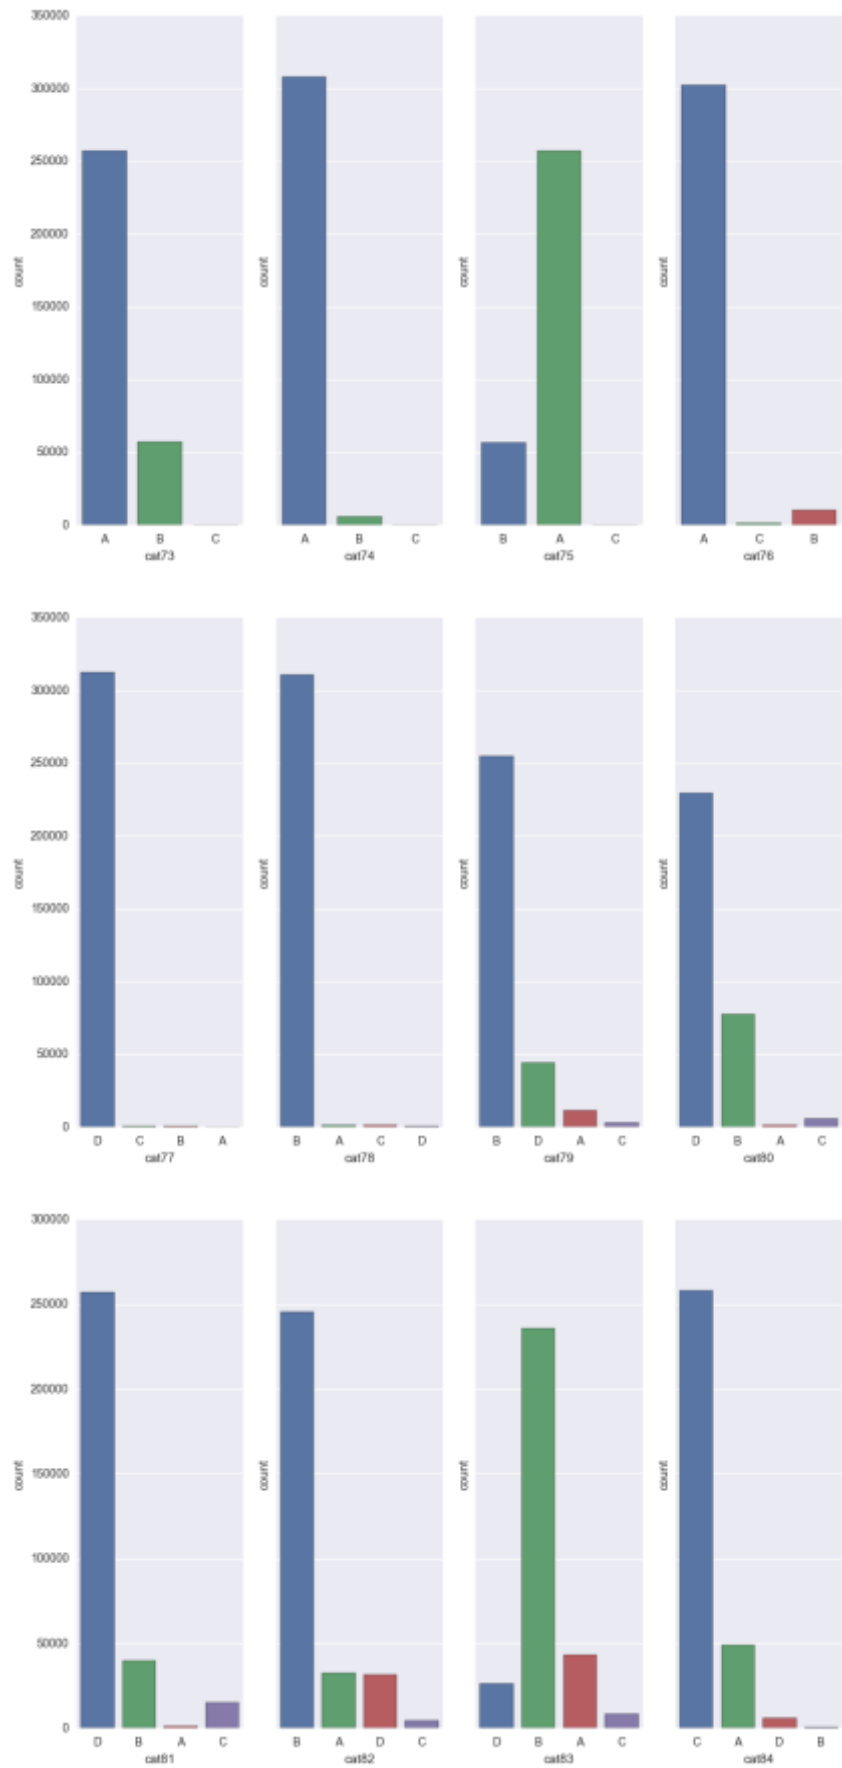 350000
300000
250000
200000
150000
100000
50000
0
count count count count
A B C A B C B A C A C B
cat73 cat74 cat75 cat76
350000
300000
250000
200000
150000
100000
50000
0
count count count count
D C B A B A C D B D A C D B A C
cat77 cat78 cat79 cat80
300000
250000
200000
150000
100000
50000
0
count count count count
D B A C B A D C D B A C C A D B
cat81 cat82 cat83 cat84